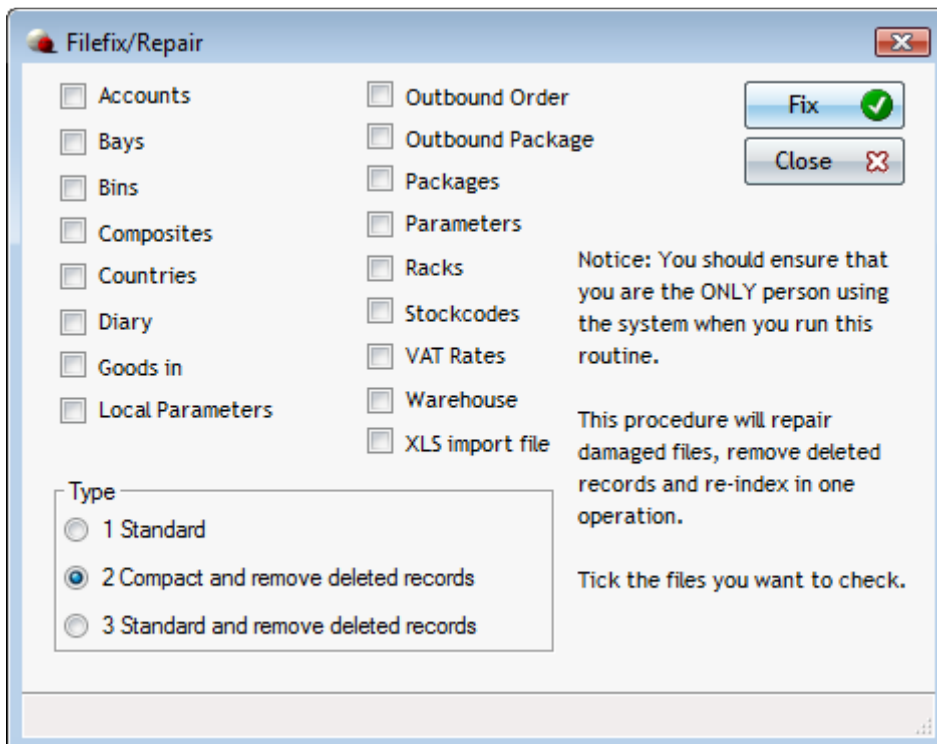 Filefix/Repair
Accounts
Bays
Bins
Composites
Countries
Diary
Goods in
Local Parameters
Outbound Order
Outbound Package
Packages
Parameters
Racks
Stockcodes
VAT Rates
Warehouse
XLS import file
Fix
Close
Notice: You should ensure that
you are the ONLY person using
the system when you run this
routine.
This procedure will repair
damaged files, remove deleted
records and re-index in one
operation.
Tick the files you want to check.
Type
1 Standard
2 Compact and remove deleted records
3 Standard and remove deleted records